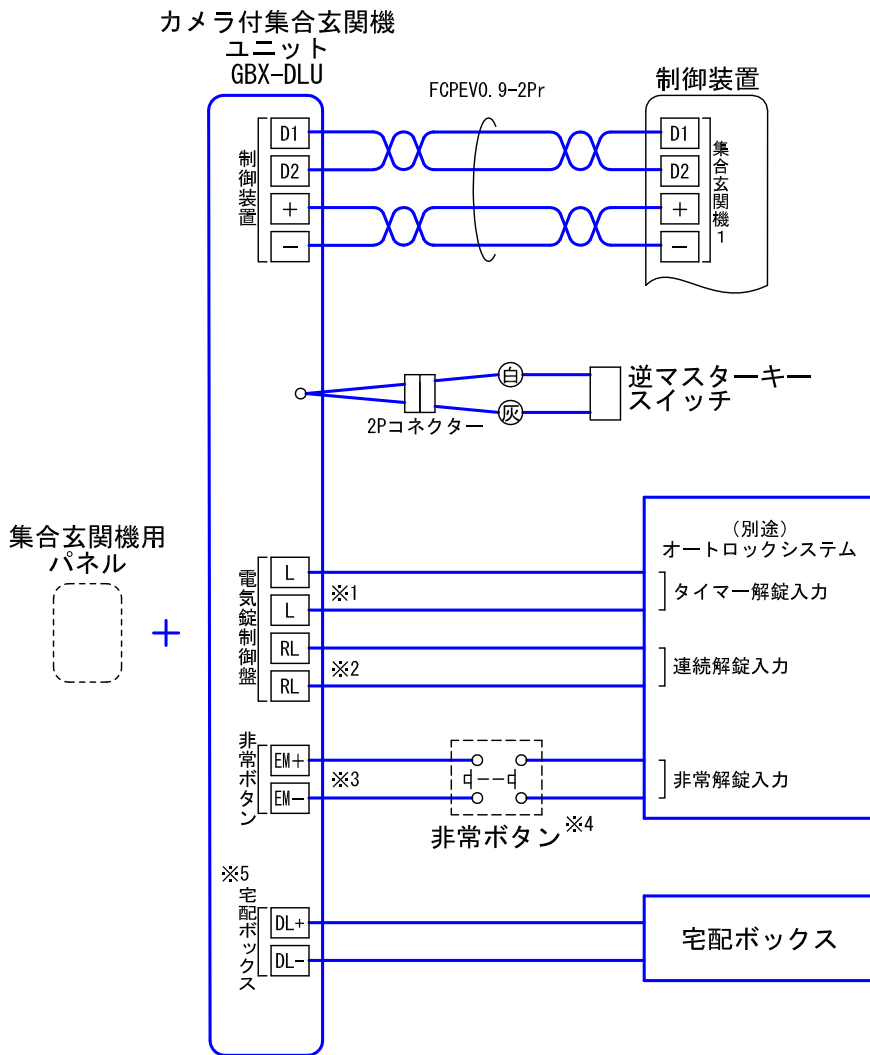 カメラ付集合玄関機
ユニット
GBX-DLU
FCPEV0.9-2Pr
制御装置
制御装置
D1
D2
+
−
D1
D2
+
−
集合玄関機1
白
灰
2Pコネクター
逆マスターキー
スイッチ
集合玄関機用
パネル
+
電気錠制御盤
L
L
RL
RL
※1
※2
(別途)
オートロックシステム
タイマー解錠入力
連続解錠入力
非常解錠入力
非常ボタン
EM+
EM−
※3
非常ボタン※4
※5
宅配ボックス
DL+
DL-
宅配ボックス